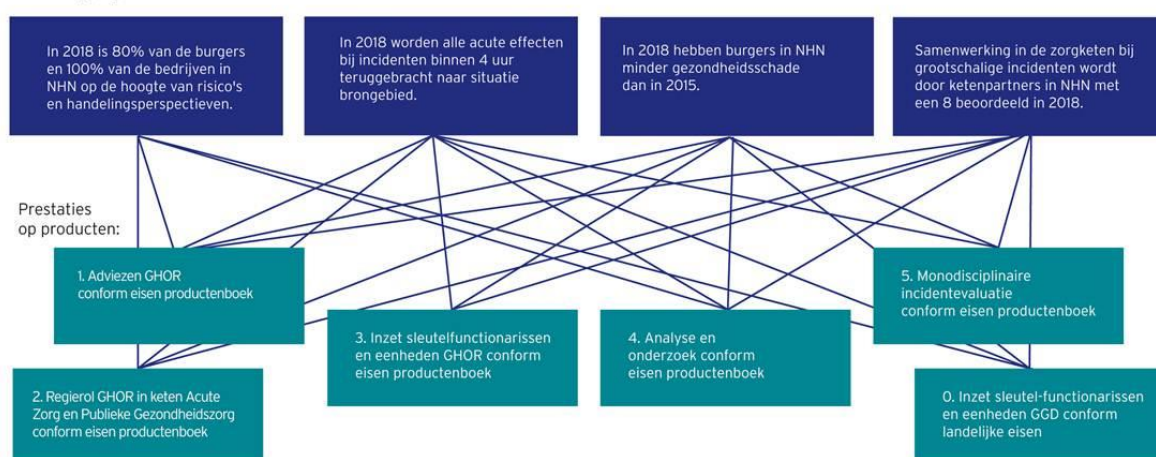 In 2018 is 80% van de burgers
en 100% van de bedrijven in
NHN op de hoogte van risico's
en handelingsperspectieven.
In 2018 worden alle acute effecten
bij incidenten binnen 4 uur
teruggebracht naar situatie
brongebied.
In 2018 hebben burgers in NHN
minder gezondheidsschade
dan in 2015.
Samenwerking in de zorgketen bij
grootschalige incidenten wordt
door ketenpartners in NHN met
een 8 beoordeeld in 2018.
Prestaties
op producten:
1. Adviezen GHOR
conform eisen productenboek
5. Monodisciplinaire
incidentevaluatie
conform eisen productenboek
3. Inzet sleutelfunctionarissen
en eenheden GHOR conform
eisen productenboek
4. Analyse en
onderzoek conform
eisen productenboek
2. Regierol GHOR in keten Acute
Zorg en Publieke Gezondheidszorg
conform eisen productenboek
0. Inzet sleutel-functionarissen
en eenheden GGD conform
landelijke eisen